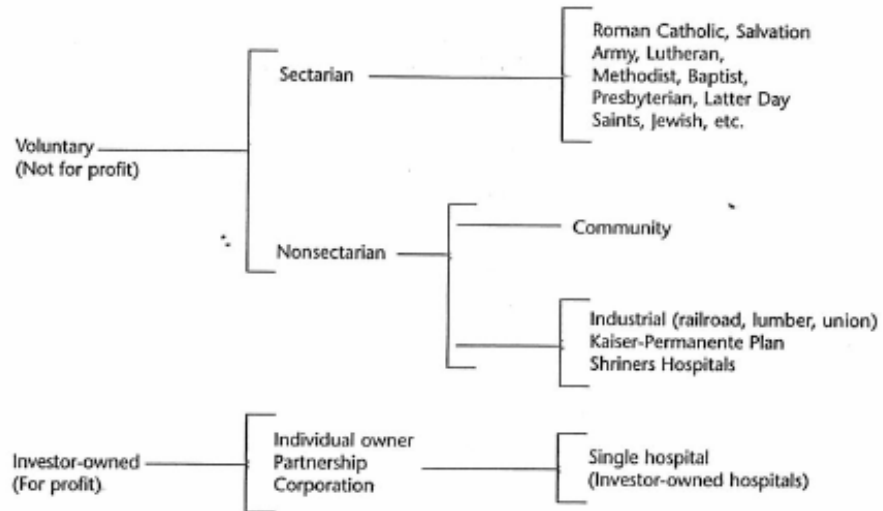 Roman Catholic, Salvation
Army, Lutheran,
Methodist, Baptist,
Presbyterian, Latter Day
Saints, Jewish, etc.
Sectarian
Voluntary
(Not for profit)
Nonsectarian
Community
Industrial (railroad, lumber, union)
Kaiser-Permanente Plan
Shriners Hospitals
Investor-owned
(For profit)
Individual owner
Partnership
Corporation
Single hospital
(Investor-owned hospitals)